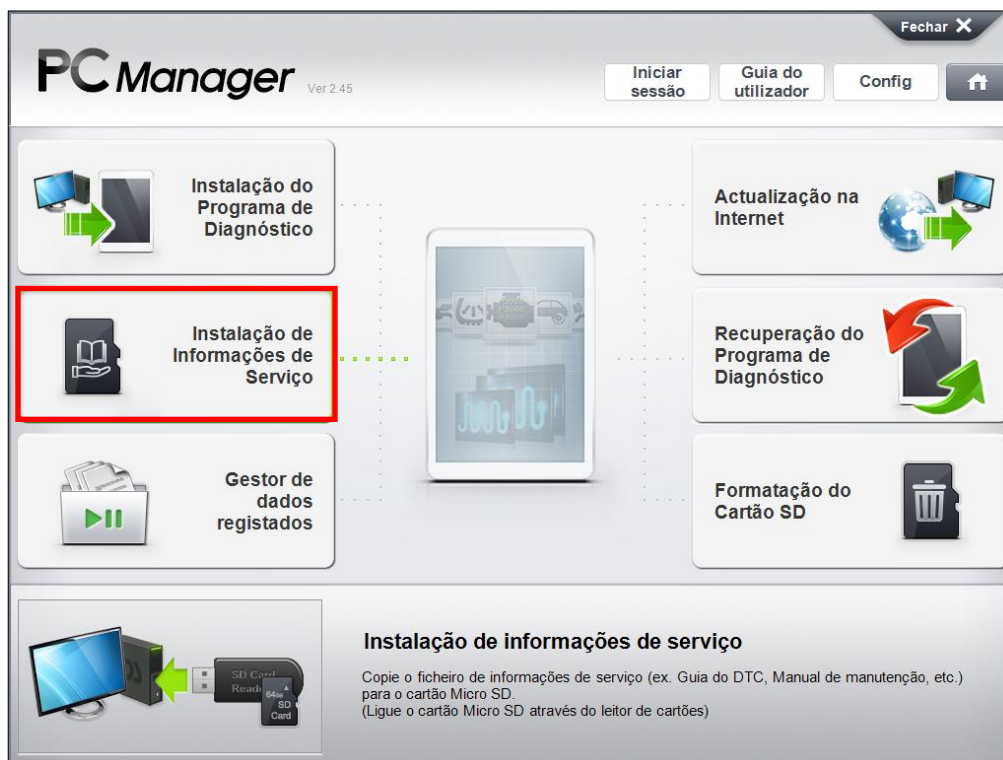 Fechar X
PC Manager Ver 2.45
Iniciar
sessão
Guia do
utilizador
Config
Instalação do
Programa de
Diagnóstico
Actualização na
Internet
Instalação de
Informações de
Serviço
Recuperação do
Programa de
Diagnóstico
Gestor de
dados
registados
Formatação do
Cartão SD
SD Card
Reader
64GB
SD
Card
Instalação de informações de serviço
Copie o ficheiro de informações de serviço (ex. Guia do DTC, Manual de manutenção, etc.)
para o cartão Micro SD.
(Ligue o cartão Micro SD através do leitor de cartões)